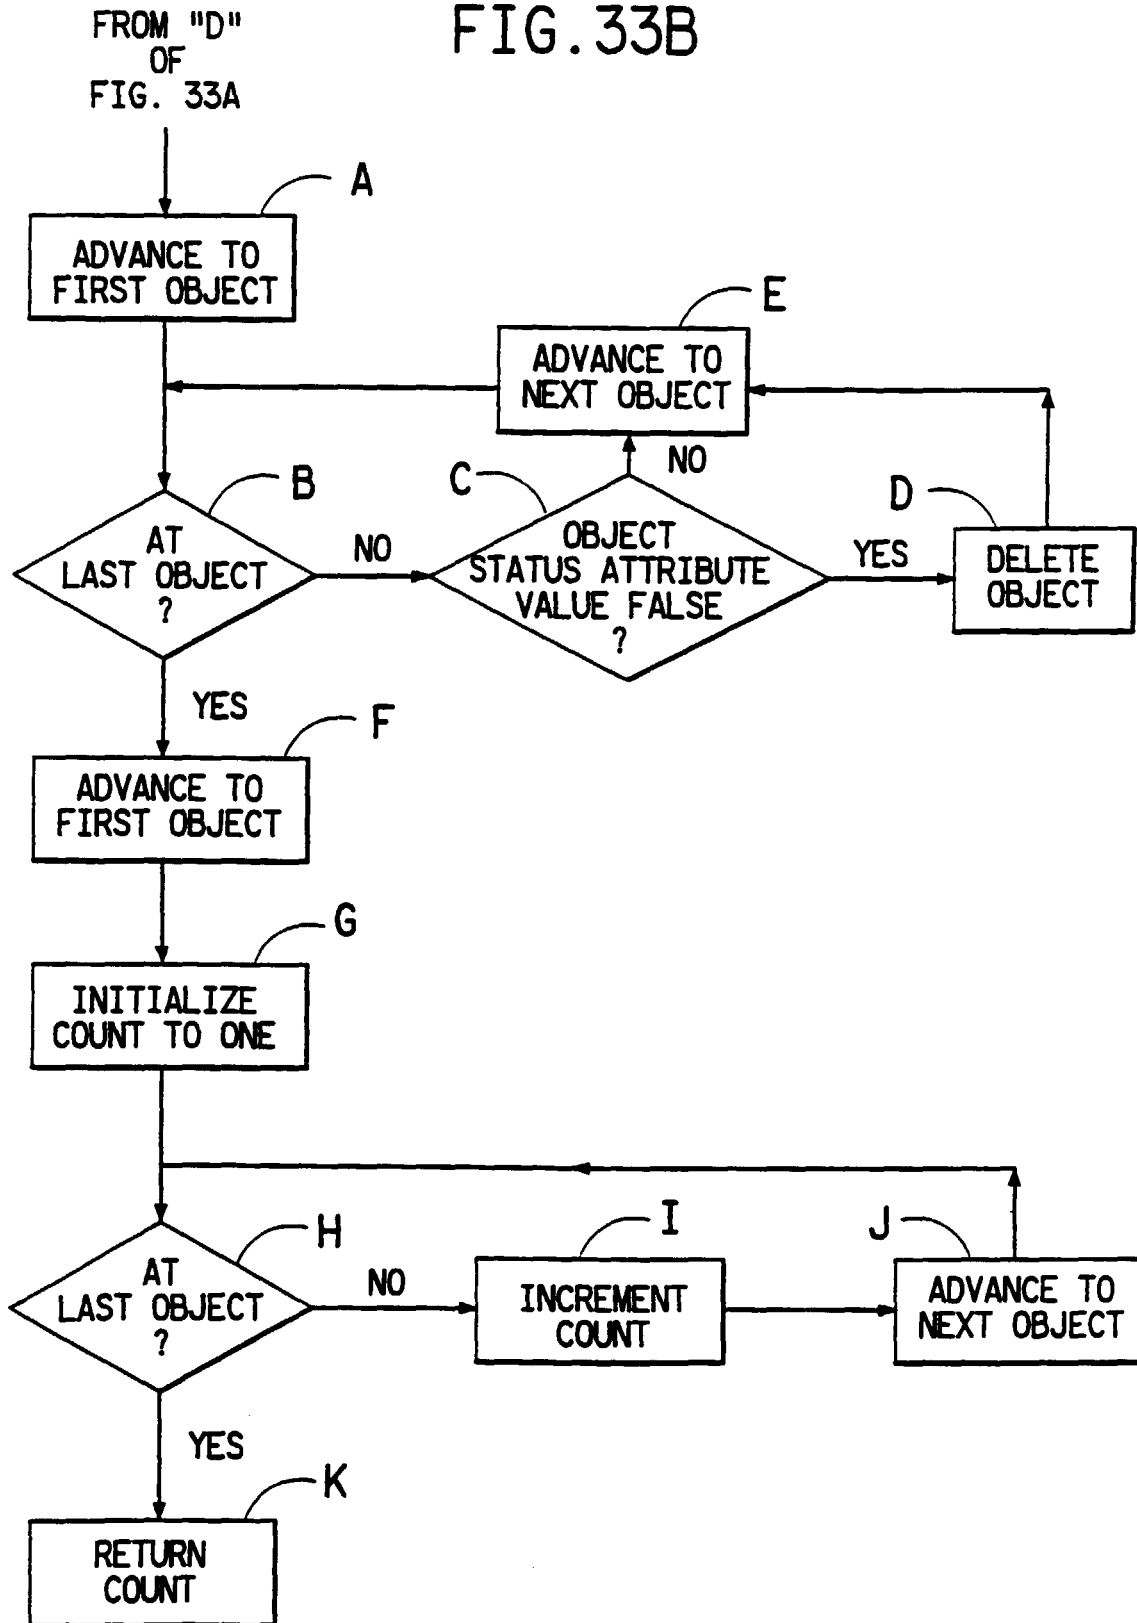 FROM "D"
OF
FIG. 33A
FIG.33B
A
ADVANCE TO
FIRST OBJECT
E
ADVANCE TO
NEXT OBJECT
NO
B
AT
LAST OBJECT
?
NO
C
OBJECT
STATUS ATTRIBUTE
VALUE FALSE
?
YES
D
DELETE
OBJECT
YES
F
ADVANCE TO
FIRST OBJECT
G
INITIALIZE
COUNT TO ONE
H
AT
LAST OBJECT
?
NO
I
INCREMENT
COUNT
J
ADVANCE TO
NEXT OBJECT
YES
K
RETURN
COUNT